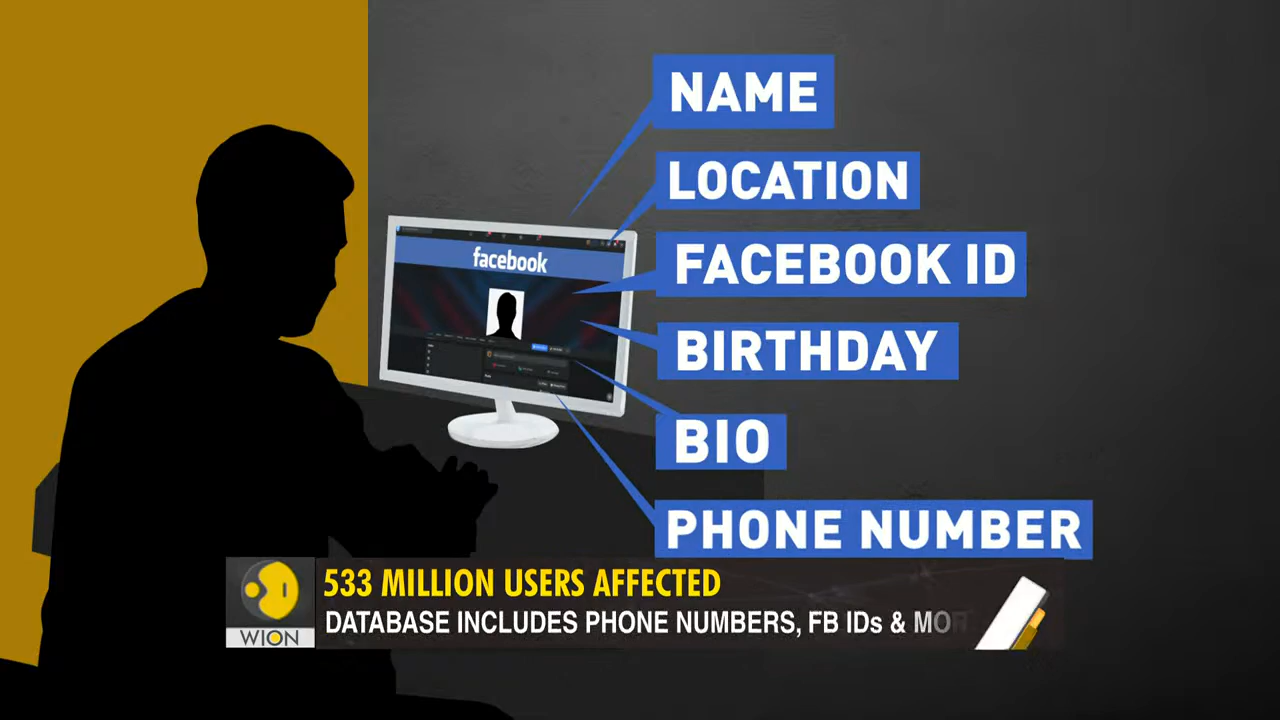 NAME
LOCATION
facebook
FACEBOOK ID
BIRTHDAY
BIO
PHONE NUMBER
533 MILLION USERS AFFECTED
DATABASE INCLUDES PHONE NUMBERS, FB IDs & MOR
WION